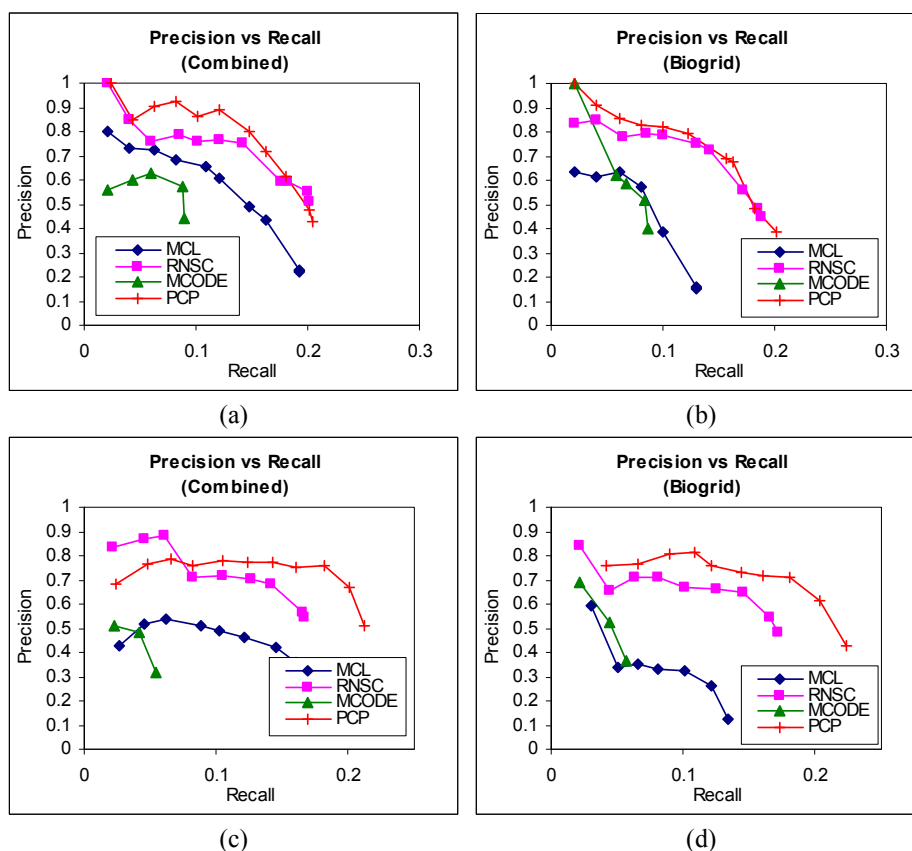 Precision vs Recall
(Combined)
1
0.9
0.8
0.7
0.6
0.5
0.4
0.3
0.2
0.1
0
Precision
MCL
RNSC
MCODE
PCP
0
0.1
0.2
0.3
Recall
(a)
Precision vs Recall
(Biogrid)
1
0.9
0.8
0.7
0.6
0.5
0.4
0.3
0.2
0.1
0
Precision
MCL
RNSC
MCODE
PCP
0
0.1
0.2
0.3
Recall
(b)
Precision vs Recall
(Combined)
1
0.9
0.8
0.7
0.6
0.5
0.4
0.3
0.2
0.1
0
Precision
MCL
RNSC
MCODE
PCP
0
0.1
0.2
Recall
(c)
Precision vs Recall
(Biogrid)
1
0.9
0.8
0.7
0.6
0.5
0.4
0.3
0.2
0.1
0
Precision
MCL
RNSC
MCODE
PCP
0
0.1
0.2
Recall
(d)